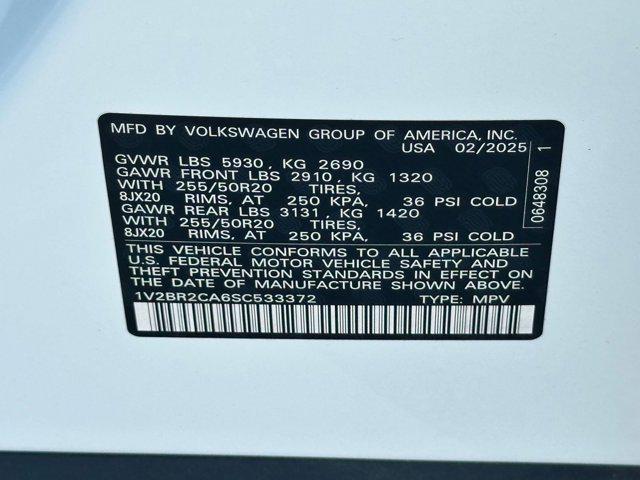 MFD BY VOLKSWAGEN GROUP OF AMERICA, INC.
USA 02/2025 1
GVWR LBS 5930, KG 2690
GAWR FRONT LBS 2910, KG 1320
WITH 255/50R20 TIRES,
8JX20 RIMS, AT 250 KPA, 36 PSI COLD
GAWR REAR LBS 3131, KG 1420
WITH 255/50R20 TIRES,
8JX20 RIMS, AT 250 KPA, 36 PSI COLD
0648308
THIS VEHICLE CONFORMS TO ALL APPLICABLE
U.S. FEDERAL MOTOR VEHICLE SAFETY AND
THEFT PREVENTION STANDARDS IN EFFECT ON
THE DATE OF MANUFACTURE SHOWN ABOVE.
1V2BR2CA6SC533372 TYPE: MPV